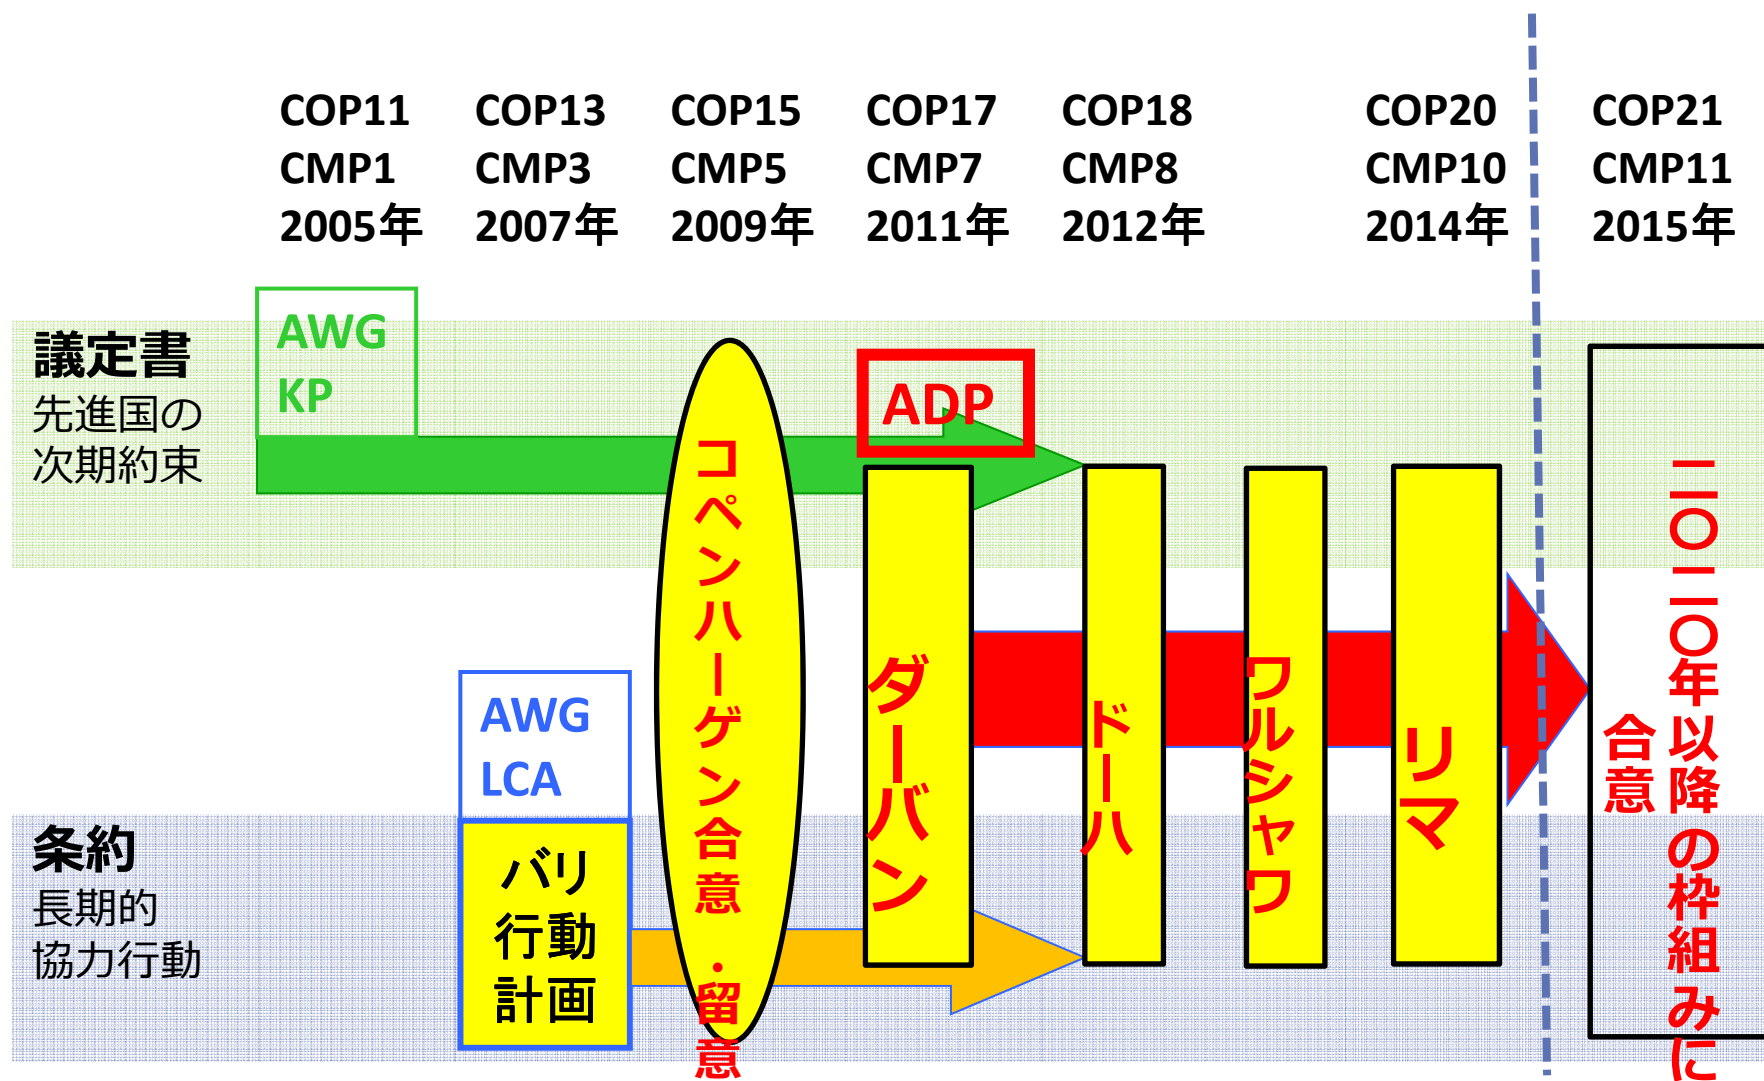 COP11
CMP1
2005年
COP13
CMP3
2007年
COP15
CMP5
2009年
COP17
CMP7
2011年
COP18
CMP8
2012年
COP20
CMP10
2014年
COP21
CMP11
2015年
議定書
先進国の
次期約束
AWG
KP
ADP
コペンハーゲン合意・留意
ダーバン
ドーハ
ワルシャワ
リマ
二〇二〇年以降の枠組みに
合意
AWG
LCA
バリ
行動
計画
条約
長期的
協力行動